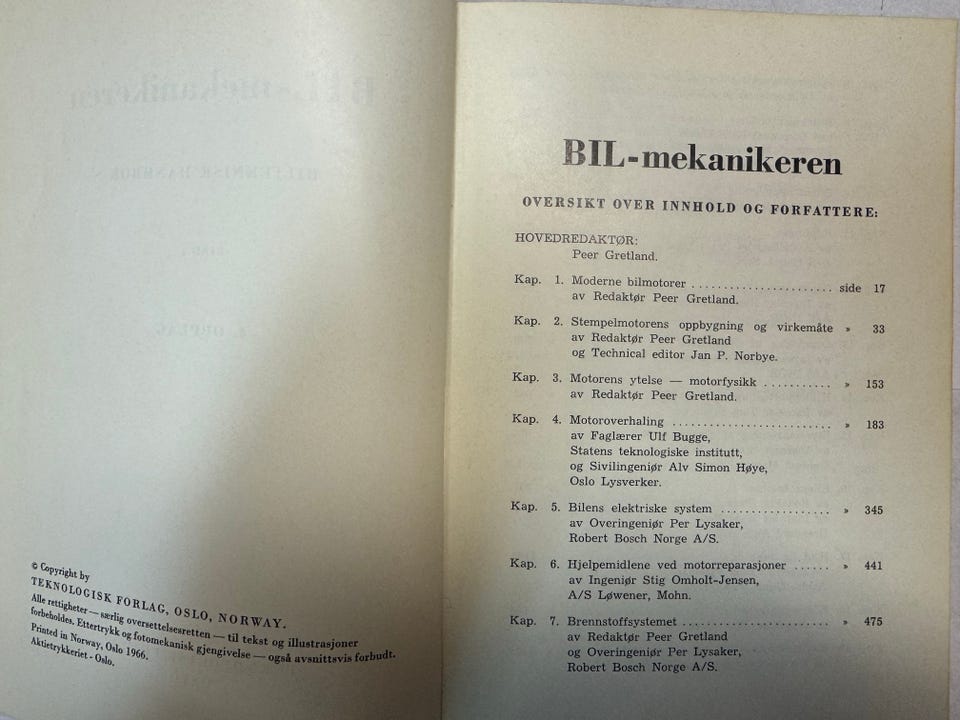 © Copyright by
TEKNOLOGISK FORLAG, OSLO, NORWAY.
Alle rettigheter — særlig oversettelsesretten — til tekst og illustrasjoner
forbeholdes. Ettertrykk og fotomekanisk gjengivelse — også avsnittsvis forbudt.
Printed in Norway, Oslo 1966.
Aktietrykkeriet - Oslo.
BIL-mekanikeren
OVERSIKT OVER INNHOLD OG FORFATTERE:
HOVEDREDAKTØR:
Peer Gretland.
Kap. 1. Moderne bilmotorer ...................... side 17
av Redaktør Peer Gretland.
Kap. 2. Stempelmotorens oppbygning og virkemåte » 33
av Redaktør Peer Gretland
og Technical editor Jan P. Norbye.
Kap. 3. Motorens ytelse — motorfysikk ........... » 153
av Redaktør Peer Gretland.
Kap. 4. Motoroverhaling ......................... » 183
av Faglærer Ulf Bugge,
Statens teknologiske institutt,
og Sivilingeniør Alv Simon Høye,
Oslo Lysverker.
Kap. 5. Bilens elektriske system ................. » 345
av Overingeniør Per Lysaker,
Robert Bosch Norge A/S.
Kap. 6. Hjelpemidlene ved motorreparasjoner ...... » 441
av Ingeniør Stig Omholt-Jensen,
A/S Løwener, Mohn.
Kap. 7. Brennstoffsystemet ....................... » 475
av Redaktør Peer Gretland
og Overingeniør Per Lysaker,
Robert Bosch Norge A/S.